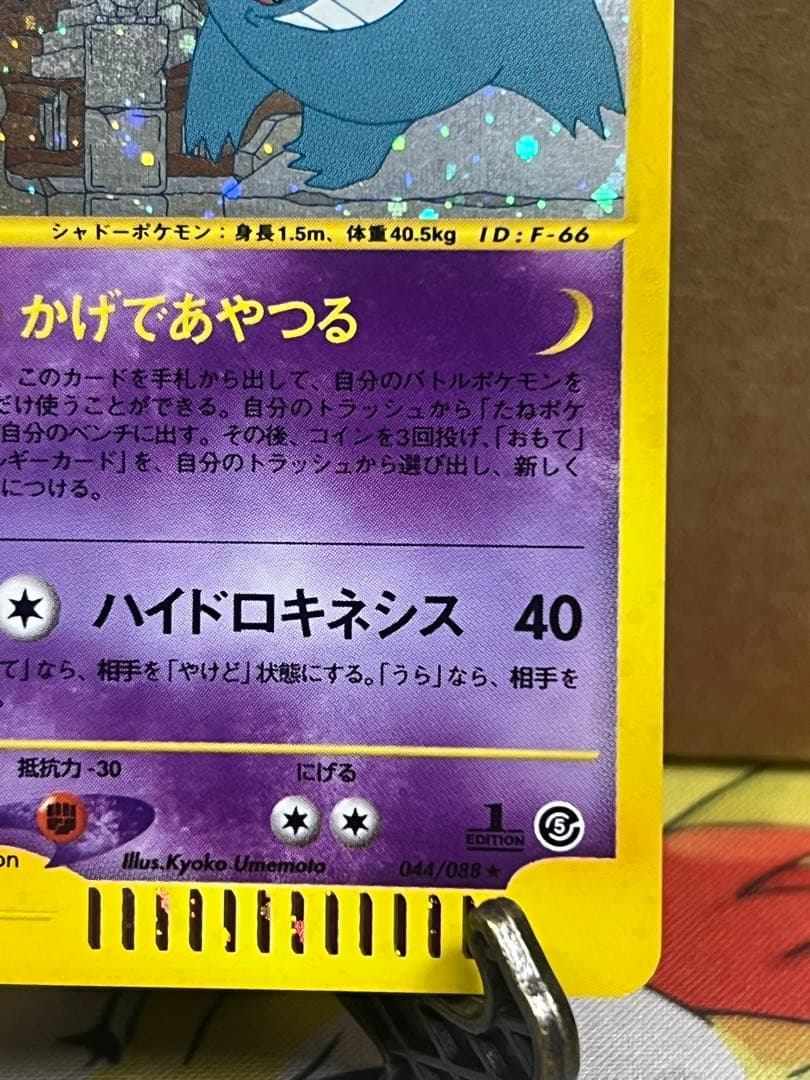 シャドーポケモン：身長1.5m、体重40.5kg ID：F-66
かげであやつる
、このカードを手札から出して、自分のバトルポケモンを
だけ使うことができる。自分のトラッシュから「たねポケ
自分のベンチに出す。その後、コインを3回投げ、「おもて」
ルギーカード」を、自分のトラッシュから選び出し、新しく
につける。
ハイドロキネシス 40
て」なら、相手を「やけど」状態にする。「うら」なら、相手を
。
抵抗力 -30 にげる
1
EDITION
5
on Illus.Kyoko Umemoto 044/088 ★